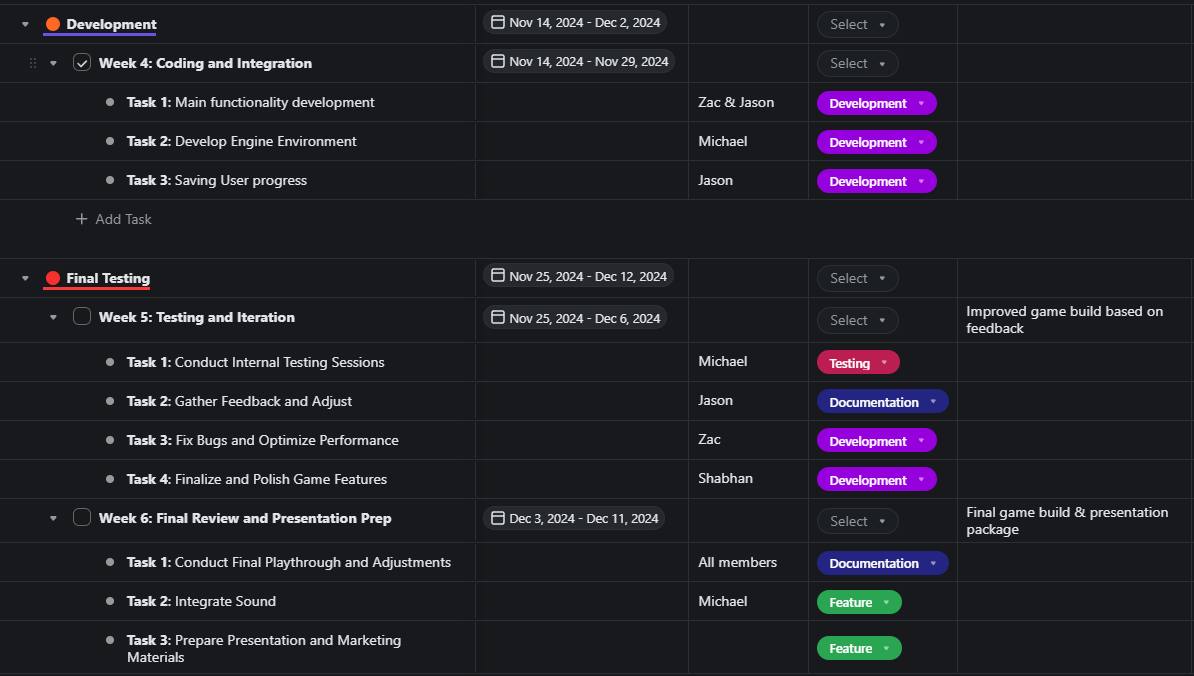 Development Nov 14, 2024 - Dec 2, 2024 Select
Week 4: Coding and Integration Nov 14, 2024 - Nov 29, 2024 Select
Task 1: Main functionality development Zac & Jason Development
Task 2: Develop Engine Environment Michael Development
Task 3: Saving User progress Jason Development
+ Add Task
Final Testing Nov 25, 2024 - Dec 12, 2024 Select
Week 5: Testing and Iteration Nov 25, 2024 - Dec 6, 2024 Select Improved game build based on
feedback
Task 1: Conduct Internal Testing Sessions Michael Testing
Task 2: Gather Feedback and Adjust Jason Documentation
Task 3: Fix Bugs and Optimize Performance Zac Development
Task 4: Finalize and Polish Game Features Shabhan Development
Week 6: Final Review and Presentation Prep Dec 3, 2024 - Dec 11, 2024 Select Final game build & presentation
package
Task 1: Conduct Final Playthrough and Adjustments All members Documentation
Task 2: Integrate Sound Michael Feature
Task 3: Prepare Presentation and Marketing Feature
Materials